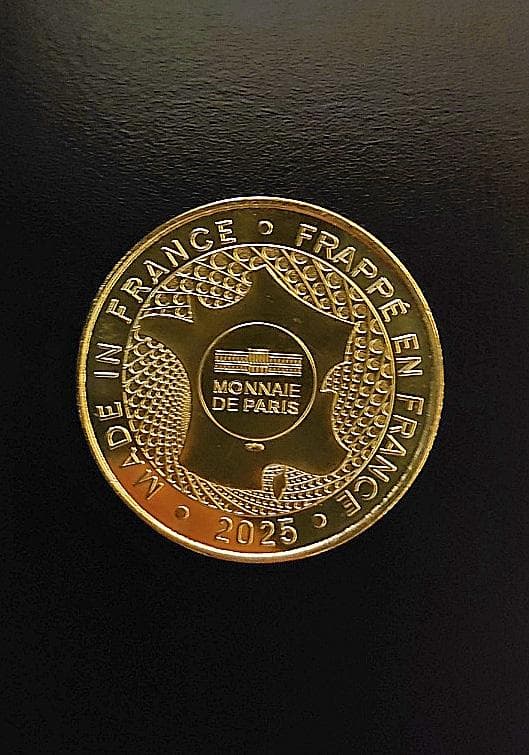 MADE IN FRANCE • FRAPPÉ EN FRANCE • 2025 •
MONNAIE
DE PARIS